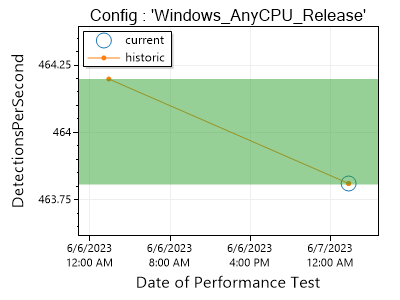 Config : 'Windows_AnyCPU_Release'
current
historic
DetectionsPerSecond
464.25
464
463.75
6/6/2023 6/6/2023 6/6/2023 6/7/2023
12:00 AM 8:00 AM 4:00 PM 12:00 AM
Date of Performance Test